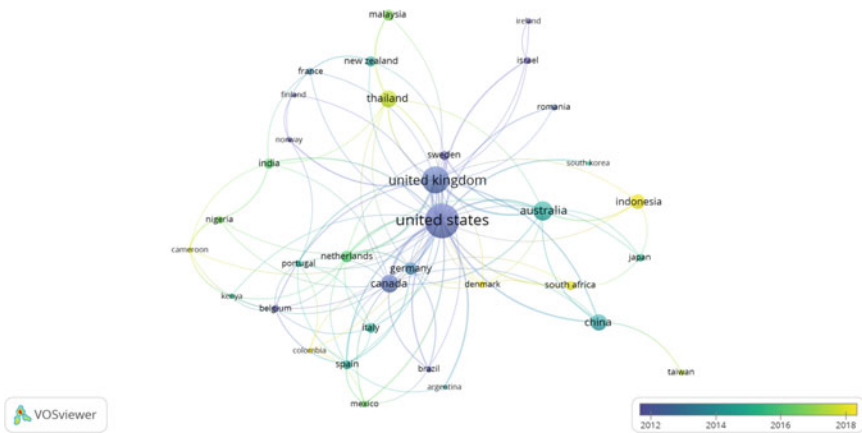 malaysia
ireland
new zealand
israel
france
finland
thailand
romania
norway
sweden
south korea
india
united kingdom
indonesia
australia
nigeria
united states
cameroon
portugal
netherlands
japan
germany
kenya
canada
denmark
south africa
belgium
italy
china
colombia
spain
brazil
taiwan
argentina
mexico
VOSviewer
2012 2014 2016 2018